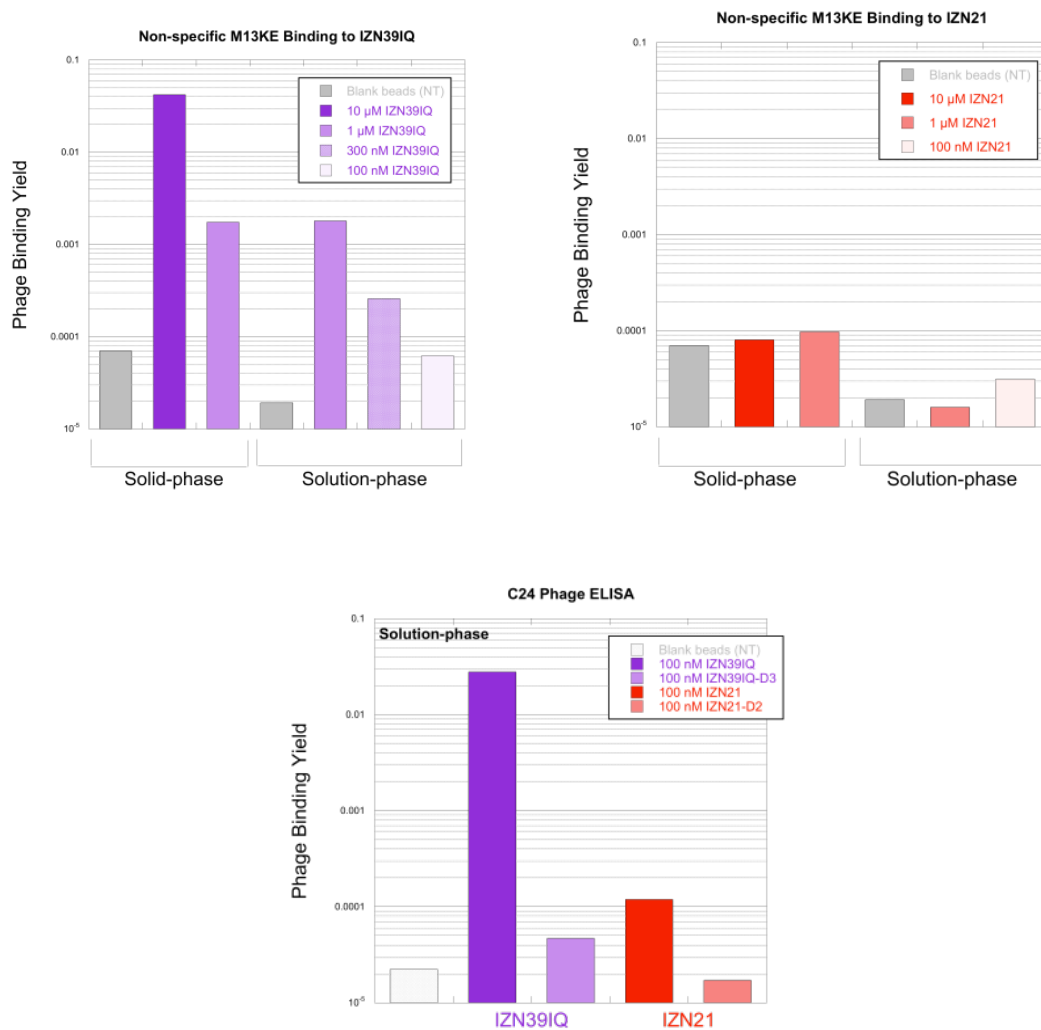 Non-specific M13KE Binding to IZN39IQ
Phage Binding Yield
0.1
0.01
0.001
0.0001
10⁻⁵
Blank beads (NT)
10 µM IZN39IQ
1 µM IZN39IQ
300 nM IZN39IQ
100 nM IZN39IQ
Solid-phase
Solution-phase
Non-specific M13KE Binding to IZN21
Phage Binding Yield
0.1
0.01
0.001
0.0001
10⁻⁵
Blank beads (NT)
10 µM IZN21
1 µM IZN21
100 nM IZN21
Solid-phase
Solution-phase
C24 Phage ELISA
Phage Binding Yield
0.1
0.01
0.001
0.0001
10⁻⁵
Solution-phase
Blank beads (NT)
100 nM IZN39IQ
100 nM IZN39IQ-D3
100 nM IZN21
100 nM IZN21-D2
IZN39IQ
IZN21